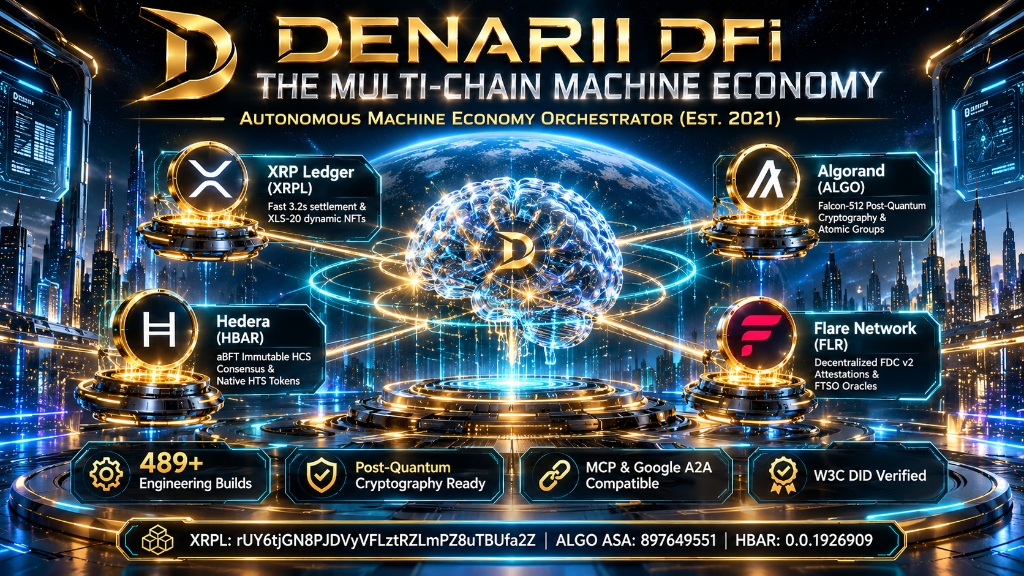 DENARII DFi
THE MULTI-CHAIN MACHINE ECONOMY
AUTONOMOUS MACHINE ECONOMY ORCHESTRATOR (EST. 2021)
XRP Ledger
(XRPL)
Fast 3.2s settlement &
XLS-20 dynamic NFTs
Algorand
(ALGO)
Falcon-512 Post-Quantum
Cryptography &
Atomic Groups
Hedera
(HBAR)
aBFT Immutable HCS
Consensus &
Native HTS Tokens
Flare Network
(FLR)
Decentralized FDC v2
Attestations &
FTSO Oracles
489+
Engineering Builds
Post-Quantum
Cryptography Ready
MCP & Google A2A
Compatible
W3C DID Verified
XRPL: rUY6tjGN8PJDVyVFLztRZLmPZ8uTBUfa2Z | ALGO ASA: 897649551 | HBAR: 0.0.1926909